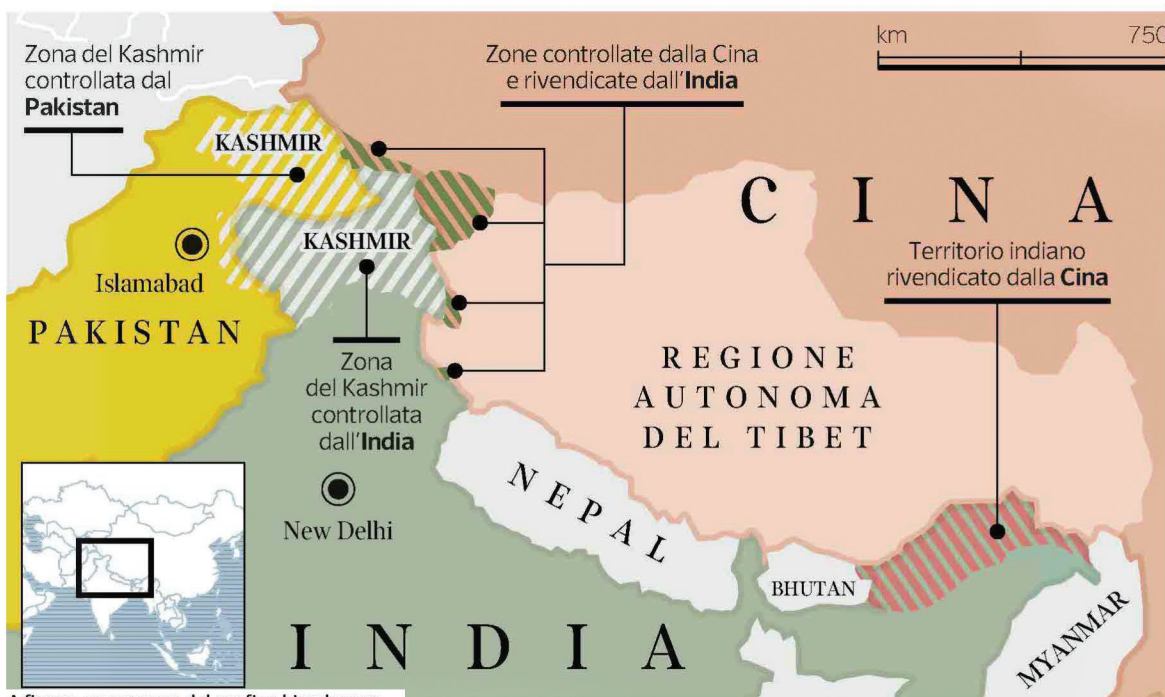 Zona del Kashmir
controllata dal
Pakistan
Zone controllate dalla Cina
e rivendicate dall'India
km 750
KASHMIR
KASHMIR
CINA
Islamabad
PAKISTAN
Territorio indiano
rivendicato dalla Cina
Zona
del Kashmir
controllata
dall'India
REGIONE
AUTONOMA
DEL TIBET
NEPAL
New Delhi
BHUTAN
MYANMAR
INDIA